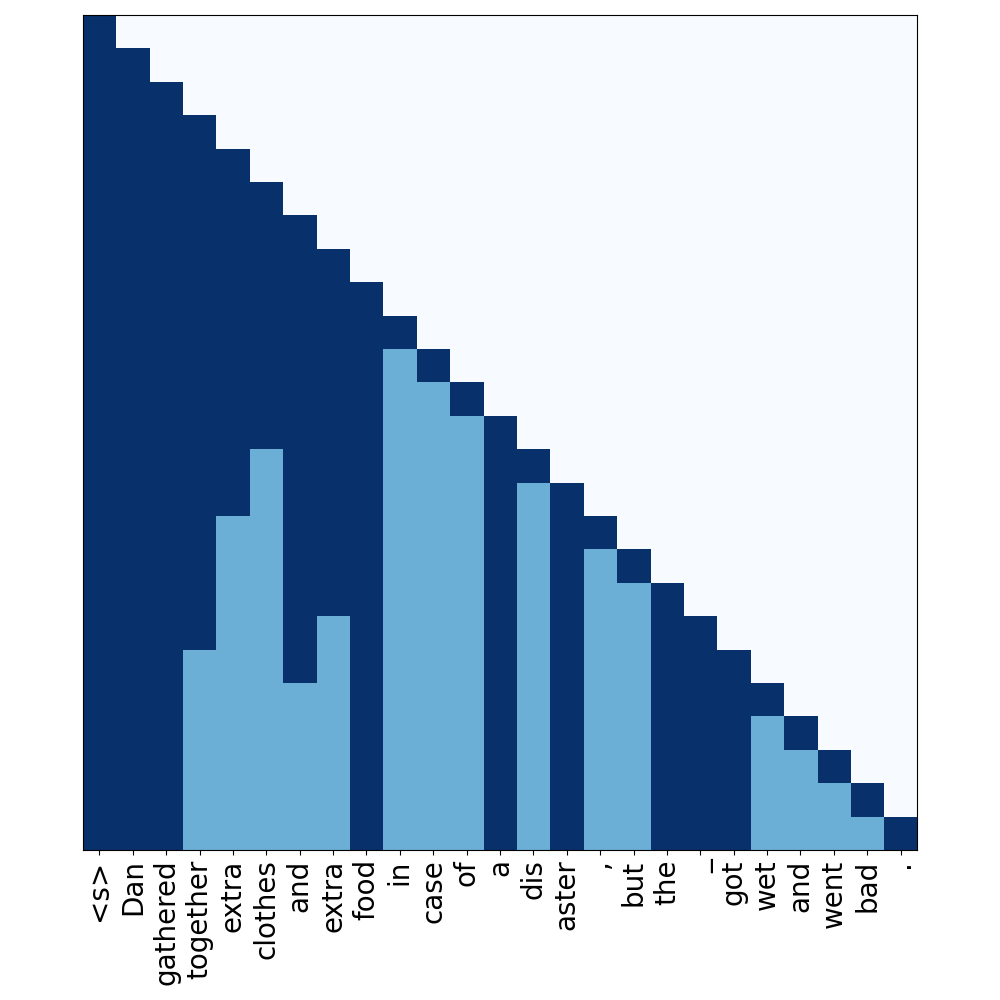 <s>
Dan
gathered
together
extra
clothes
and
extra
food
in
case
of
a
dis
aster
,
but
the
_
got
wet
and
went
bad
.